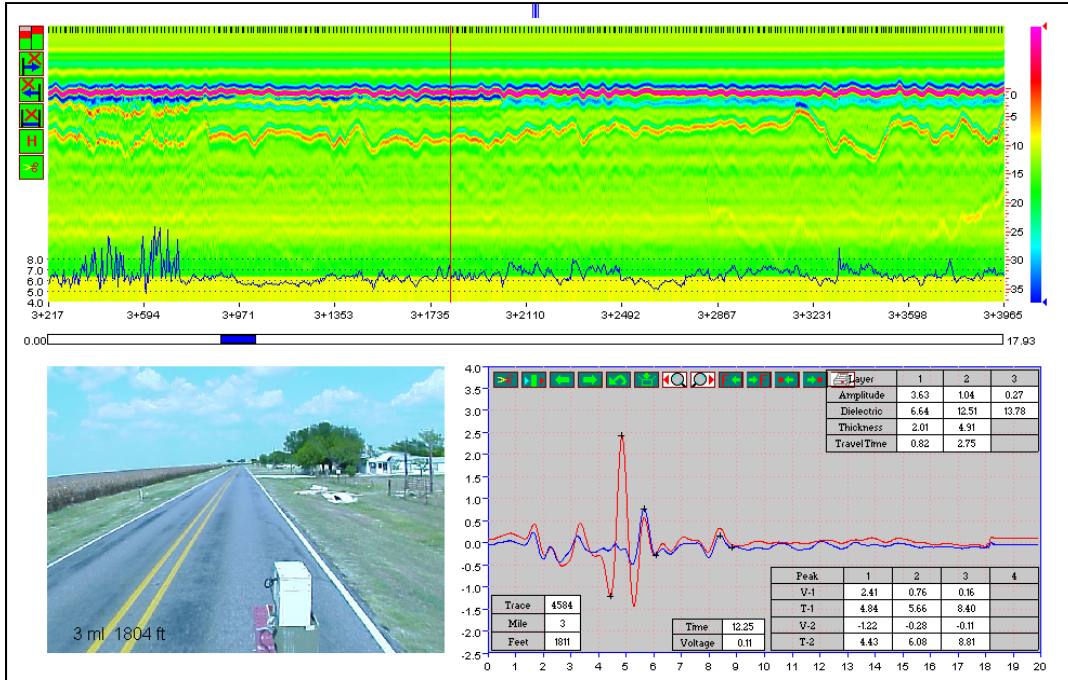 H
0
5
10
15
20
25
30
35
8.0
7.0
6.0
5.0
4.0
3+217 3+594 3+971 3+1353 3+1735 3+2110 3+2492 3+2867 3+3231 3+3598 3+3965
0.00 17.93
3 ml 1804 ft
4.0
3.5
3.0
2.5
2.0
1.5
1.0
0.5
0.0
-0.5
-1.0
-1.5
-2.0
-2.5
0 1 2 3 4 5 6 7 8 9 10 11 12 13 14 15 16 17 18 19 20
Layer 1 2 3
Amplitude 3.63 1.04 0.27
Dielectric 6.64 12.51 13.78
Thickness 2.01 4.91
Travel Time 0.82 2.75
Peak 1 2 3 4
V-1 2.41 0.76 0.16
T-1 4.84 5.66 8.40
V-2 -1.22 -0.28 -0.11
T-2 4.43 6.08 8.81
Trace 4584
Mile 3
Feet 1811
Time 12.25
Voltage 0.11